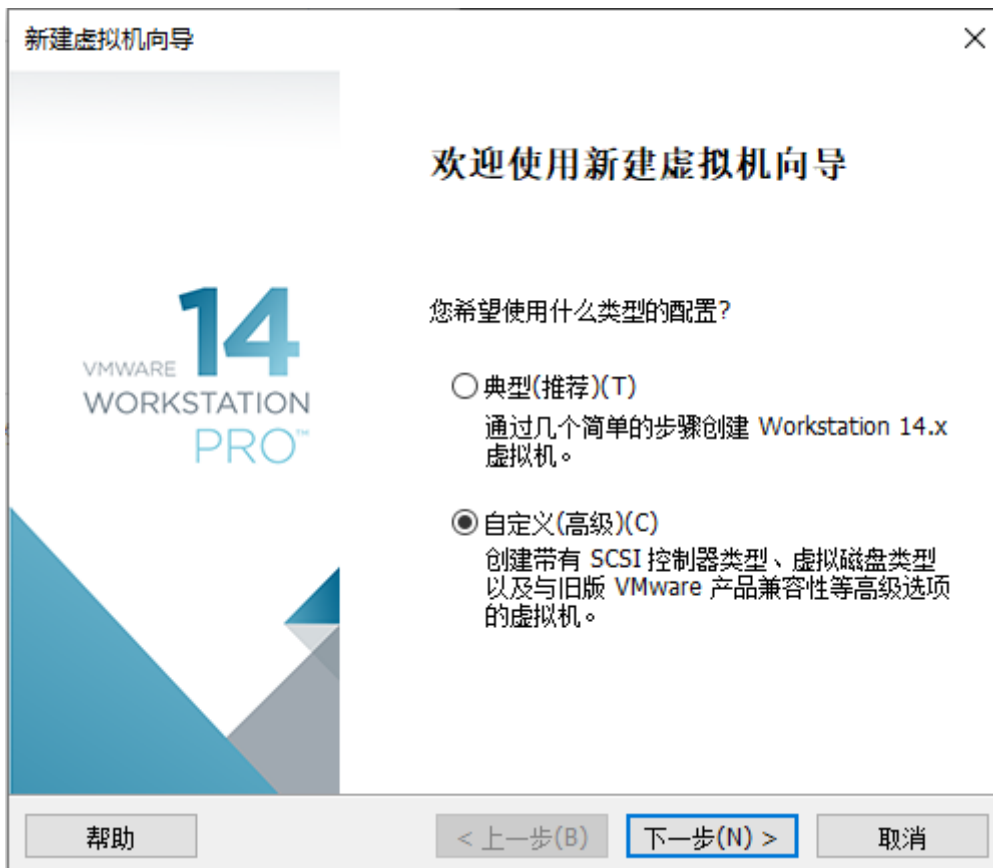 新建虚拟机向导
欢迎使用新建虚拟机向导
VMWARE 14
WORKSTATION
PRO™
您希望使用什么类型的配置?
典型(推荐)(T)
通过几个简单的步骤创建 Workstation 14.x
虚拟机。
自定义(高级)(C)
创建带有 SCSI 控制器类型、虚拟磁盘类型
以及与旧版 VMware 产品兼容性等高级选项
的虚拟机。
帮助
< 上一步(B)
下一步(N) >
取消